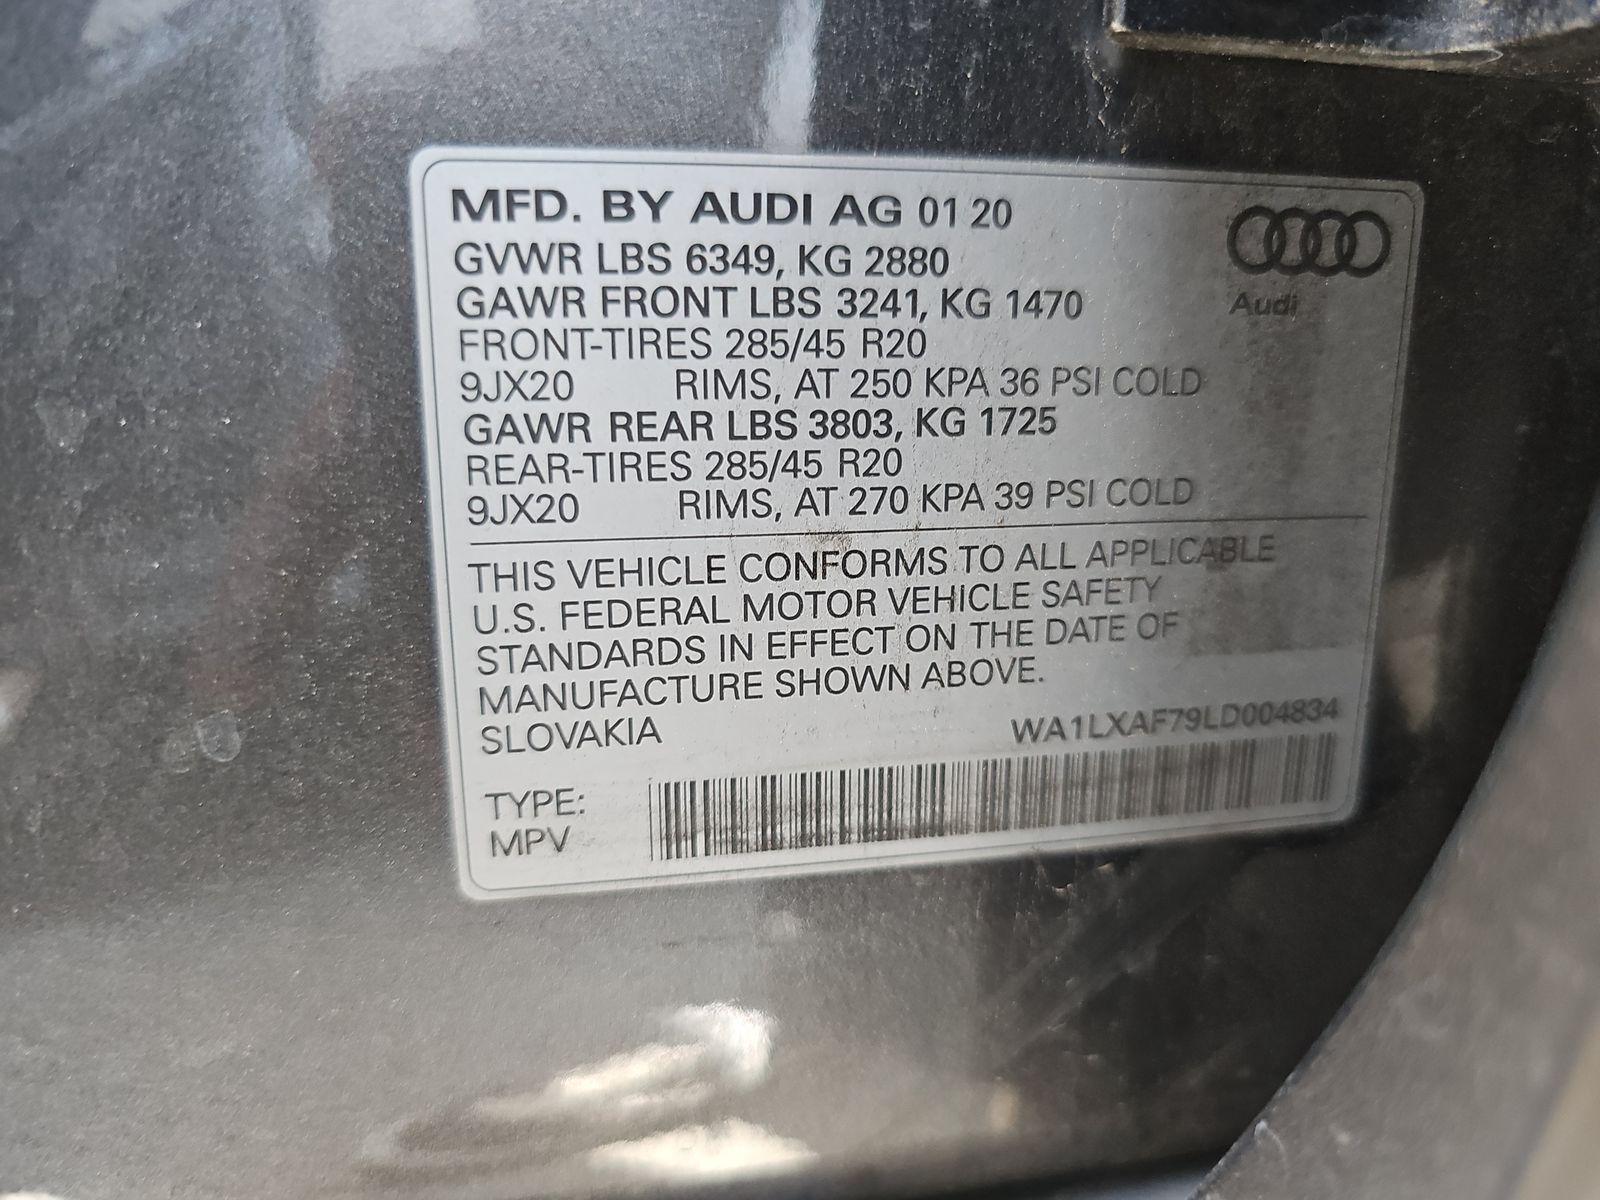 MFD. BY AUDI AG 01 20
GVWR LBS 6349, KG 2880
GAWR FRONT LBS 3241, KG 1470
FRONT-TIRES 285/45 R20
9JX20 RIMS, AT 250 KPA 36 PSI COLD
GAWR REAR LBS 3803, KG 1725
REAR-TIRES 285/45 R20
9JX20 RIMS, AT 270 KPA 39 PSI COLD
Audi
THIS VEHICLE CONFORMS TO ALL APPLICABLE
U.S. FEDERAL MOTOR VEHICLE SAFETY
STANDARDS IN EFFECT ON THE DATE OF
MANUFACTURE SHOWN ABOVE.
SLOVAKIA WA1LXAF79LD004834
TYPE:
MPV